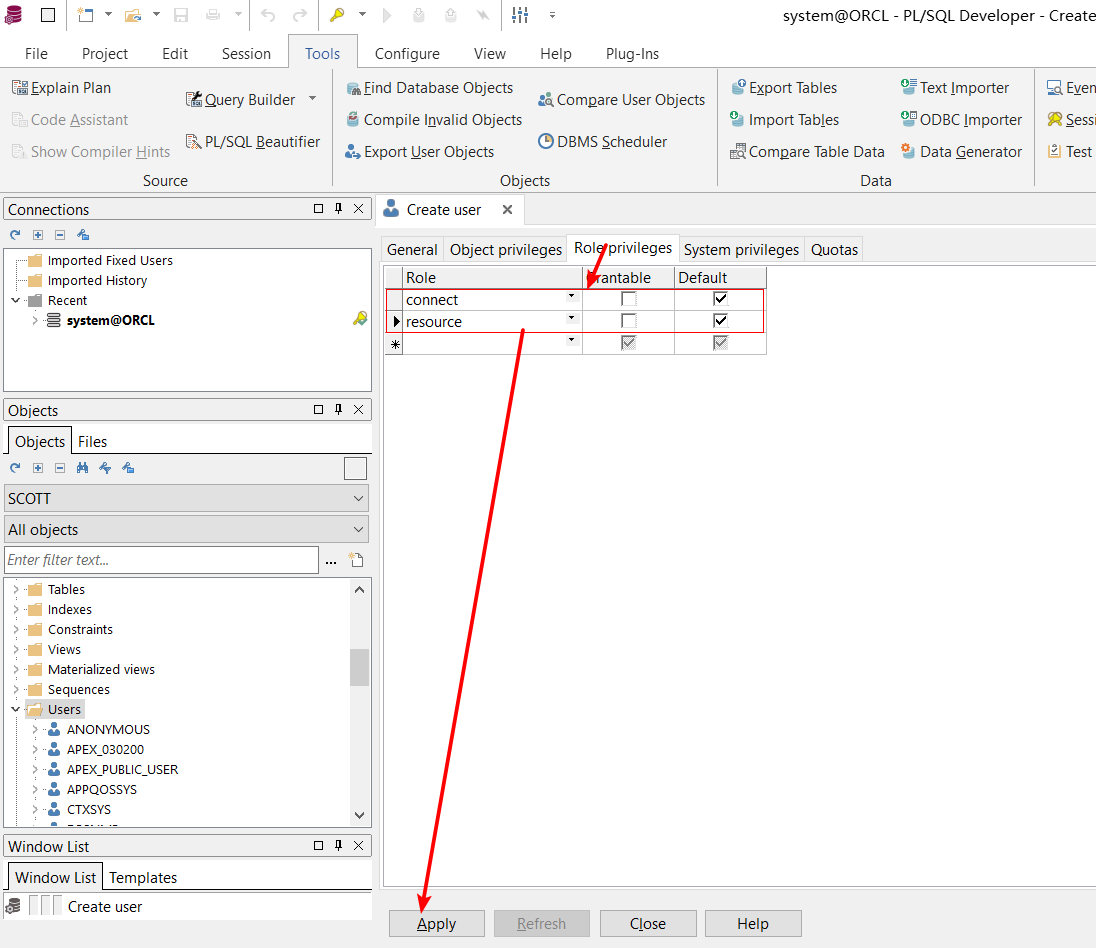 system@ORCL - PL/SQL Developer - Create
File Project Edit Session Tools Configure View Help Plug-Ins
Explain Plan
Code Assistant
Show Compiler Hints
Query Builder
PL/SQL Beautifier
Source
Find Database Objects
Compile Invalid Objects
Export User Objects
Compare User Objects
DBMS Scheduler
Objects
Export Tables
Import Tables
Compare Table Data
Text Importer
ODBC Importer
Data Generator
Data
Even
Sessi
Test
Connections
Imported Fixed Users
Imported History
Recent
system@ORCL
Objects
Objects Files
SCOTT
All objects
Enter filter text...
...
Tables
Indexes
Constraints
Views
Materialized views
Sequences
Users
ANONYMOUS
APEX_030200
APEX_PUBLIC_USER
APPQOSSYS
CTXSYS
Window List
Window List Templates
Create user
Create user
General Object privileges Role privileges System privileges Quotas
Role Grantable Default
connect
resource
Apply Refresh Close Help